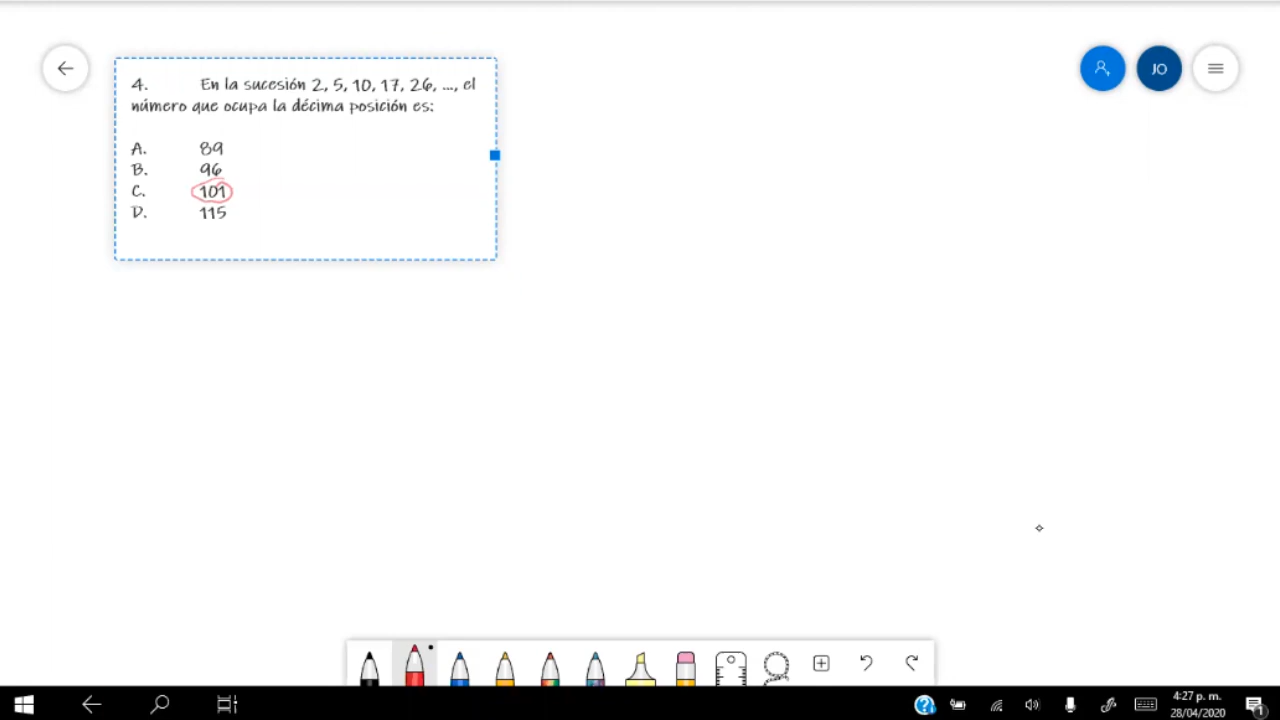 JO
4. En la sucesión 2, 5, 10, 17, 26, ..., el
número que ocupa la décima posición es:
A. 89
B. 96
C. 101
D. 115
4:27 p. m.
28/04/2020
1